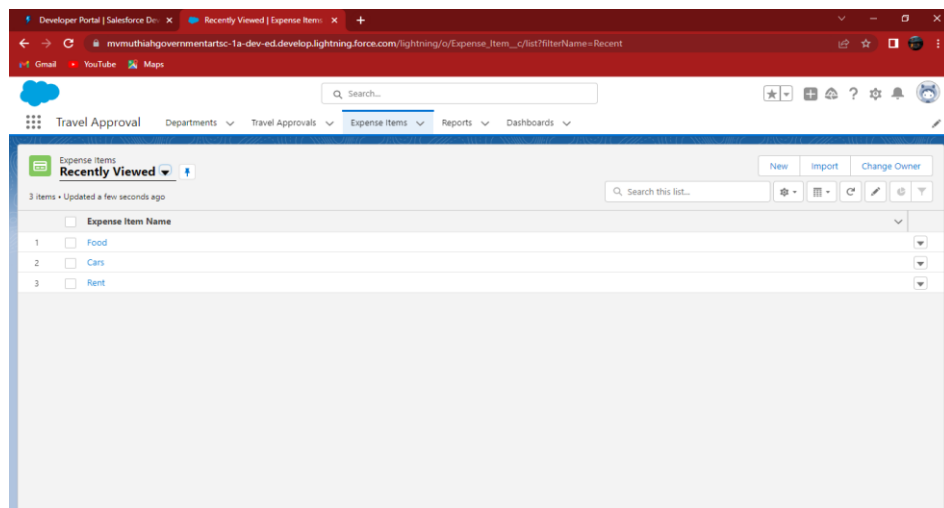 Developer Portal | Salesforce Dev
Recently Viewed | Expense Items
mvmuthiahgovernmentartsc-1a-dev-ed.develop.lightning.force.com/lightning/o/Expense_Item__c/list?filterName=Recent
Gmail YouTube Maps
Search...
Travel Approval Departments Travel Approvals Expense Items Reports Dashboards
Expense Items
Recently Viewed
New Import Change Owner
3 items • Updated a few seconds ago
Search this list...
Expense Item Name
1 Food
2 Cars
3 Rent